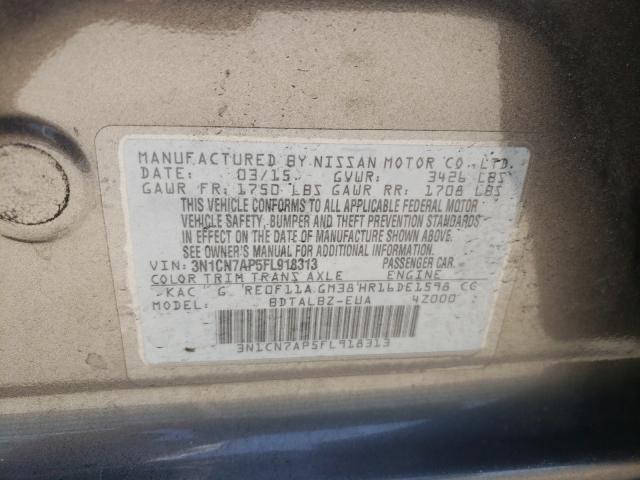 MANUFACTURED BY NISSAN MOTOR CO., LTD.
DATE: 03/15 GVWR: 3426 LBS
GAWR FR: 1750 LBS GAWR RR: 1708 LBS
THIS VEHICLE CONFORMS TO ALL APPLICABLE FEDERAL MOTOR
VEHICLE SAFETY, BUMPER AND THEFT PREVENTION STANDARDS
IN EFFECT ON THE DATE OF MANUFACTURE SHOWN ABOVE.
SEE OWNER'S MANUAL FOR ADDITIONAL INFORMATION.
VIN: 3N1CN7AP5FL918313 PASSENGER CAR
COLOR TRIM TRANS AXLE ENGINE
KAC G RE0F11A GM38 HR16DE1598 CC
MODEL: BDTALBZ-EUA 4Z000
3N1CN7AP5FL918313